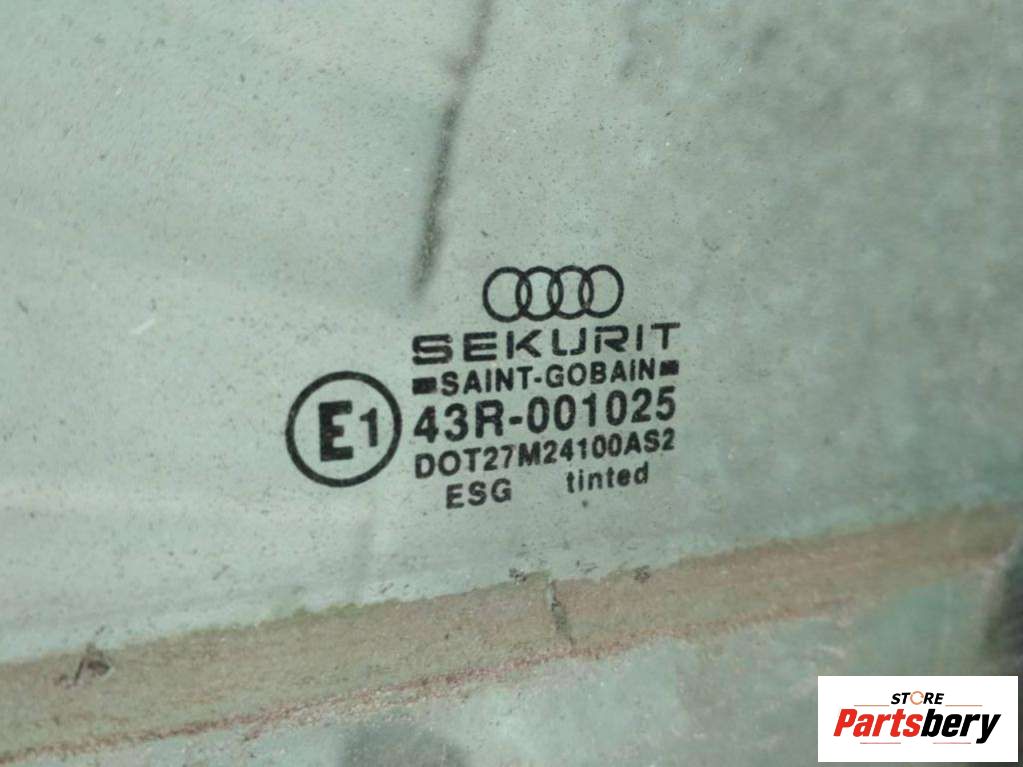 SEKURIT
SAINT-GOBAIN
E1 43R-001025
DOT27M24100AS2
ESG tinted
STORE
Partsbery